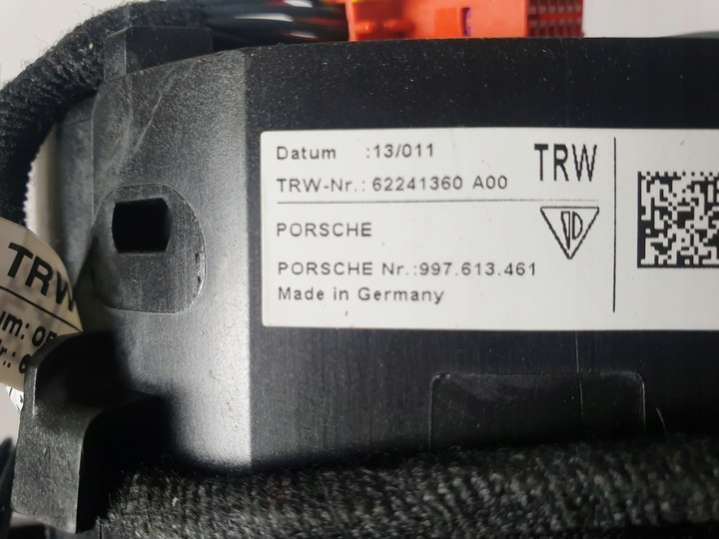 Datum :13/011
TRW
TRW-Nr.: 62241360 A00
PORSCHE
PORSCHE Nr.:997.613.461
Made in Germany
TRW